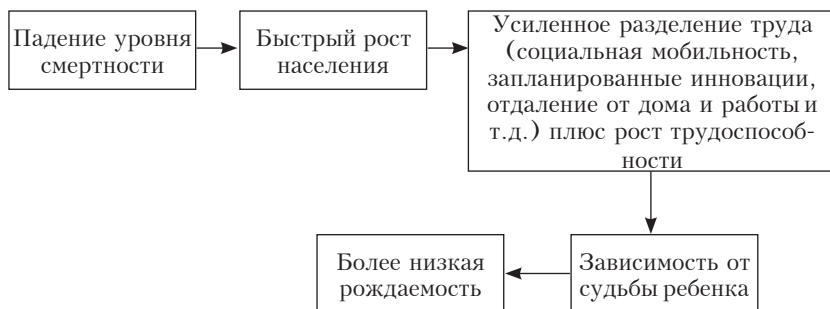 Падение уровня
смертности
Быстрый рост
населения
Усиленное разделение труда
(социальная мобильность,
запланированные инновации,
отдаление от дома и работы и
т.д.) плюс рост трудоспособ-
ности
Зависимость от
судьбы ребенка
Более низкая
рождаемость